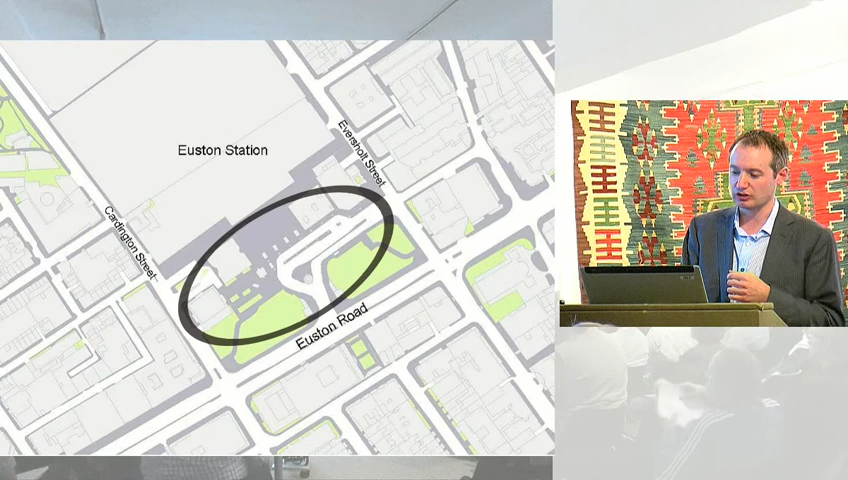 Euston Station
Eversholt Street
Cardington Street
Euston Road